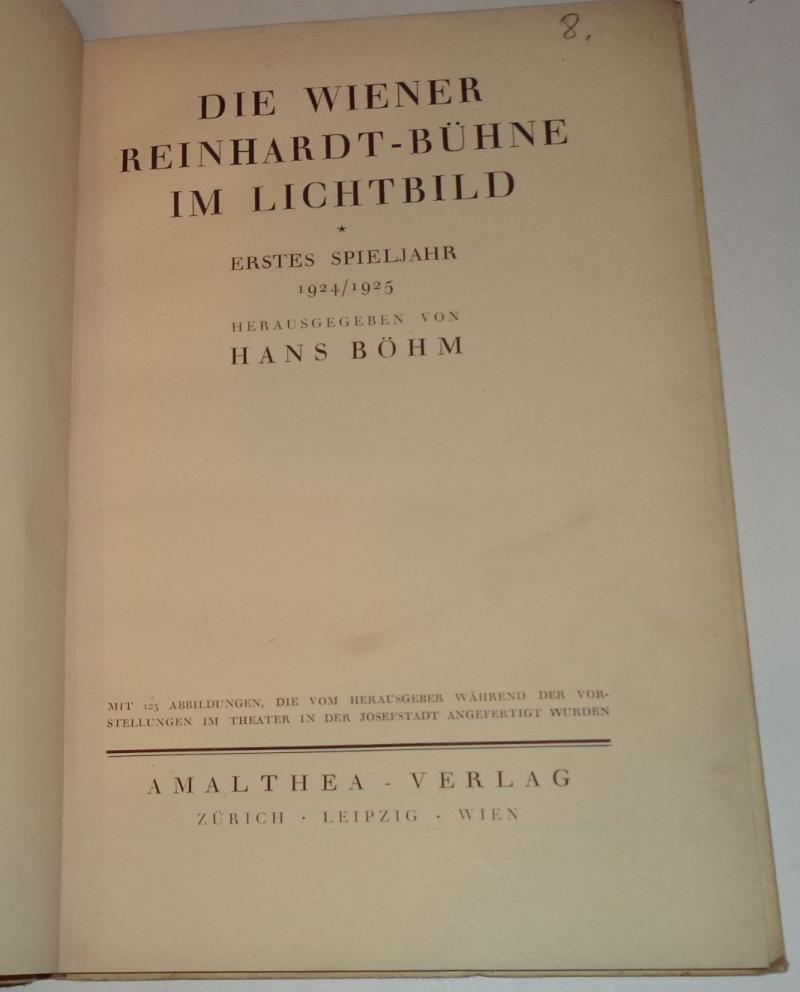 8.
DIE WIENER
REINHARDT-BÜHNE
IM LICHTBILD
★
ERSTES SPIELJAHR
1924/1925
HERAUSGEGEBEN VON
HANS BÖHM
MIT 123 ABBILDUNGEN, DIE VOM HERAUSGEBER WÄHREND DER VOR-
STELLUNGEN IM THEATER IN DER JOSEFSTADT ANGEFERTIGT WURDEN
AMALTHEA - VERLAG
ZÜRICH · LEIPZIG · WIEN